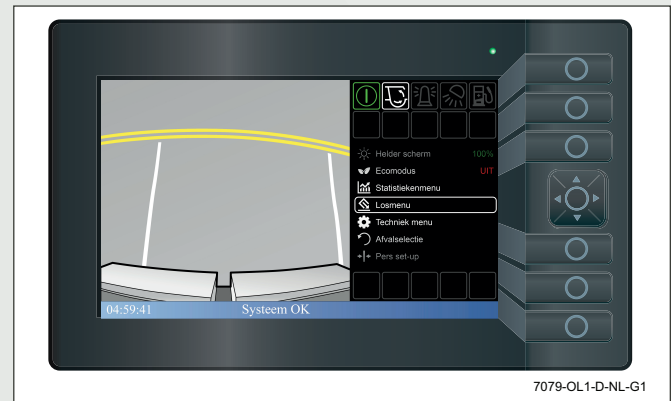 Helder scherm 100%
Ecomodus UIT
Statistiekenmenu
Losmenu
Techniek menu
Afvalselectie
Pers set-up
04:59:41 Systeem OK
7079-OL1-D-NL-G1